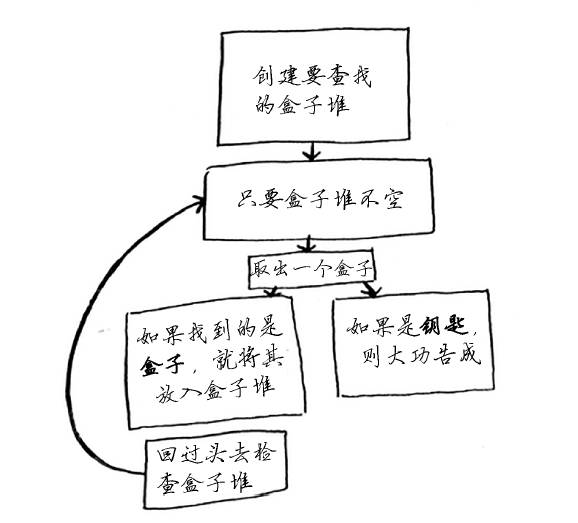 创建要查找
的盒子堆
只要盒子堆不空
取出一个盒子
如果找到的是
盒子，就将其
放入盒子堆
如果是钥匙，
则大功告成
回过头去检
查盒子堆